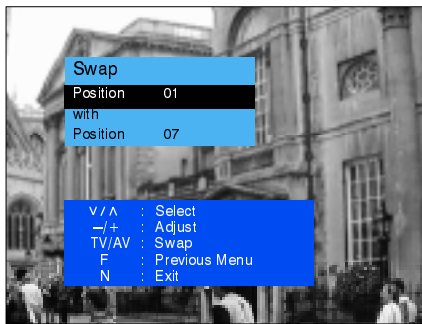 Swap
Position 01
with
Position 07
∨/∧ : Select
−/+ : Adjust
TV/AV : Swap
F : Previous Menu
N : Exit